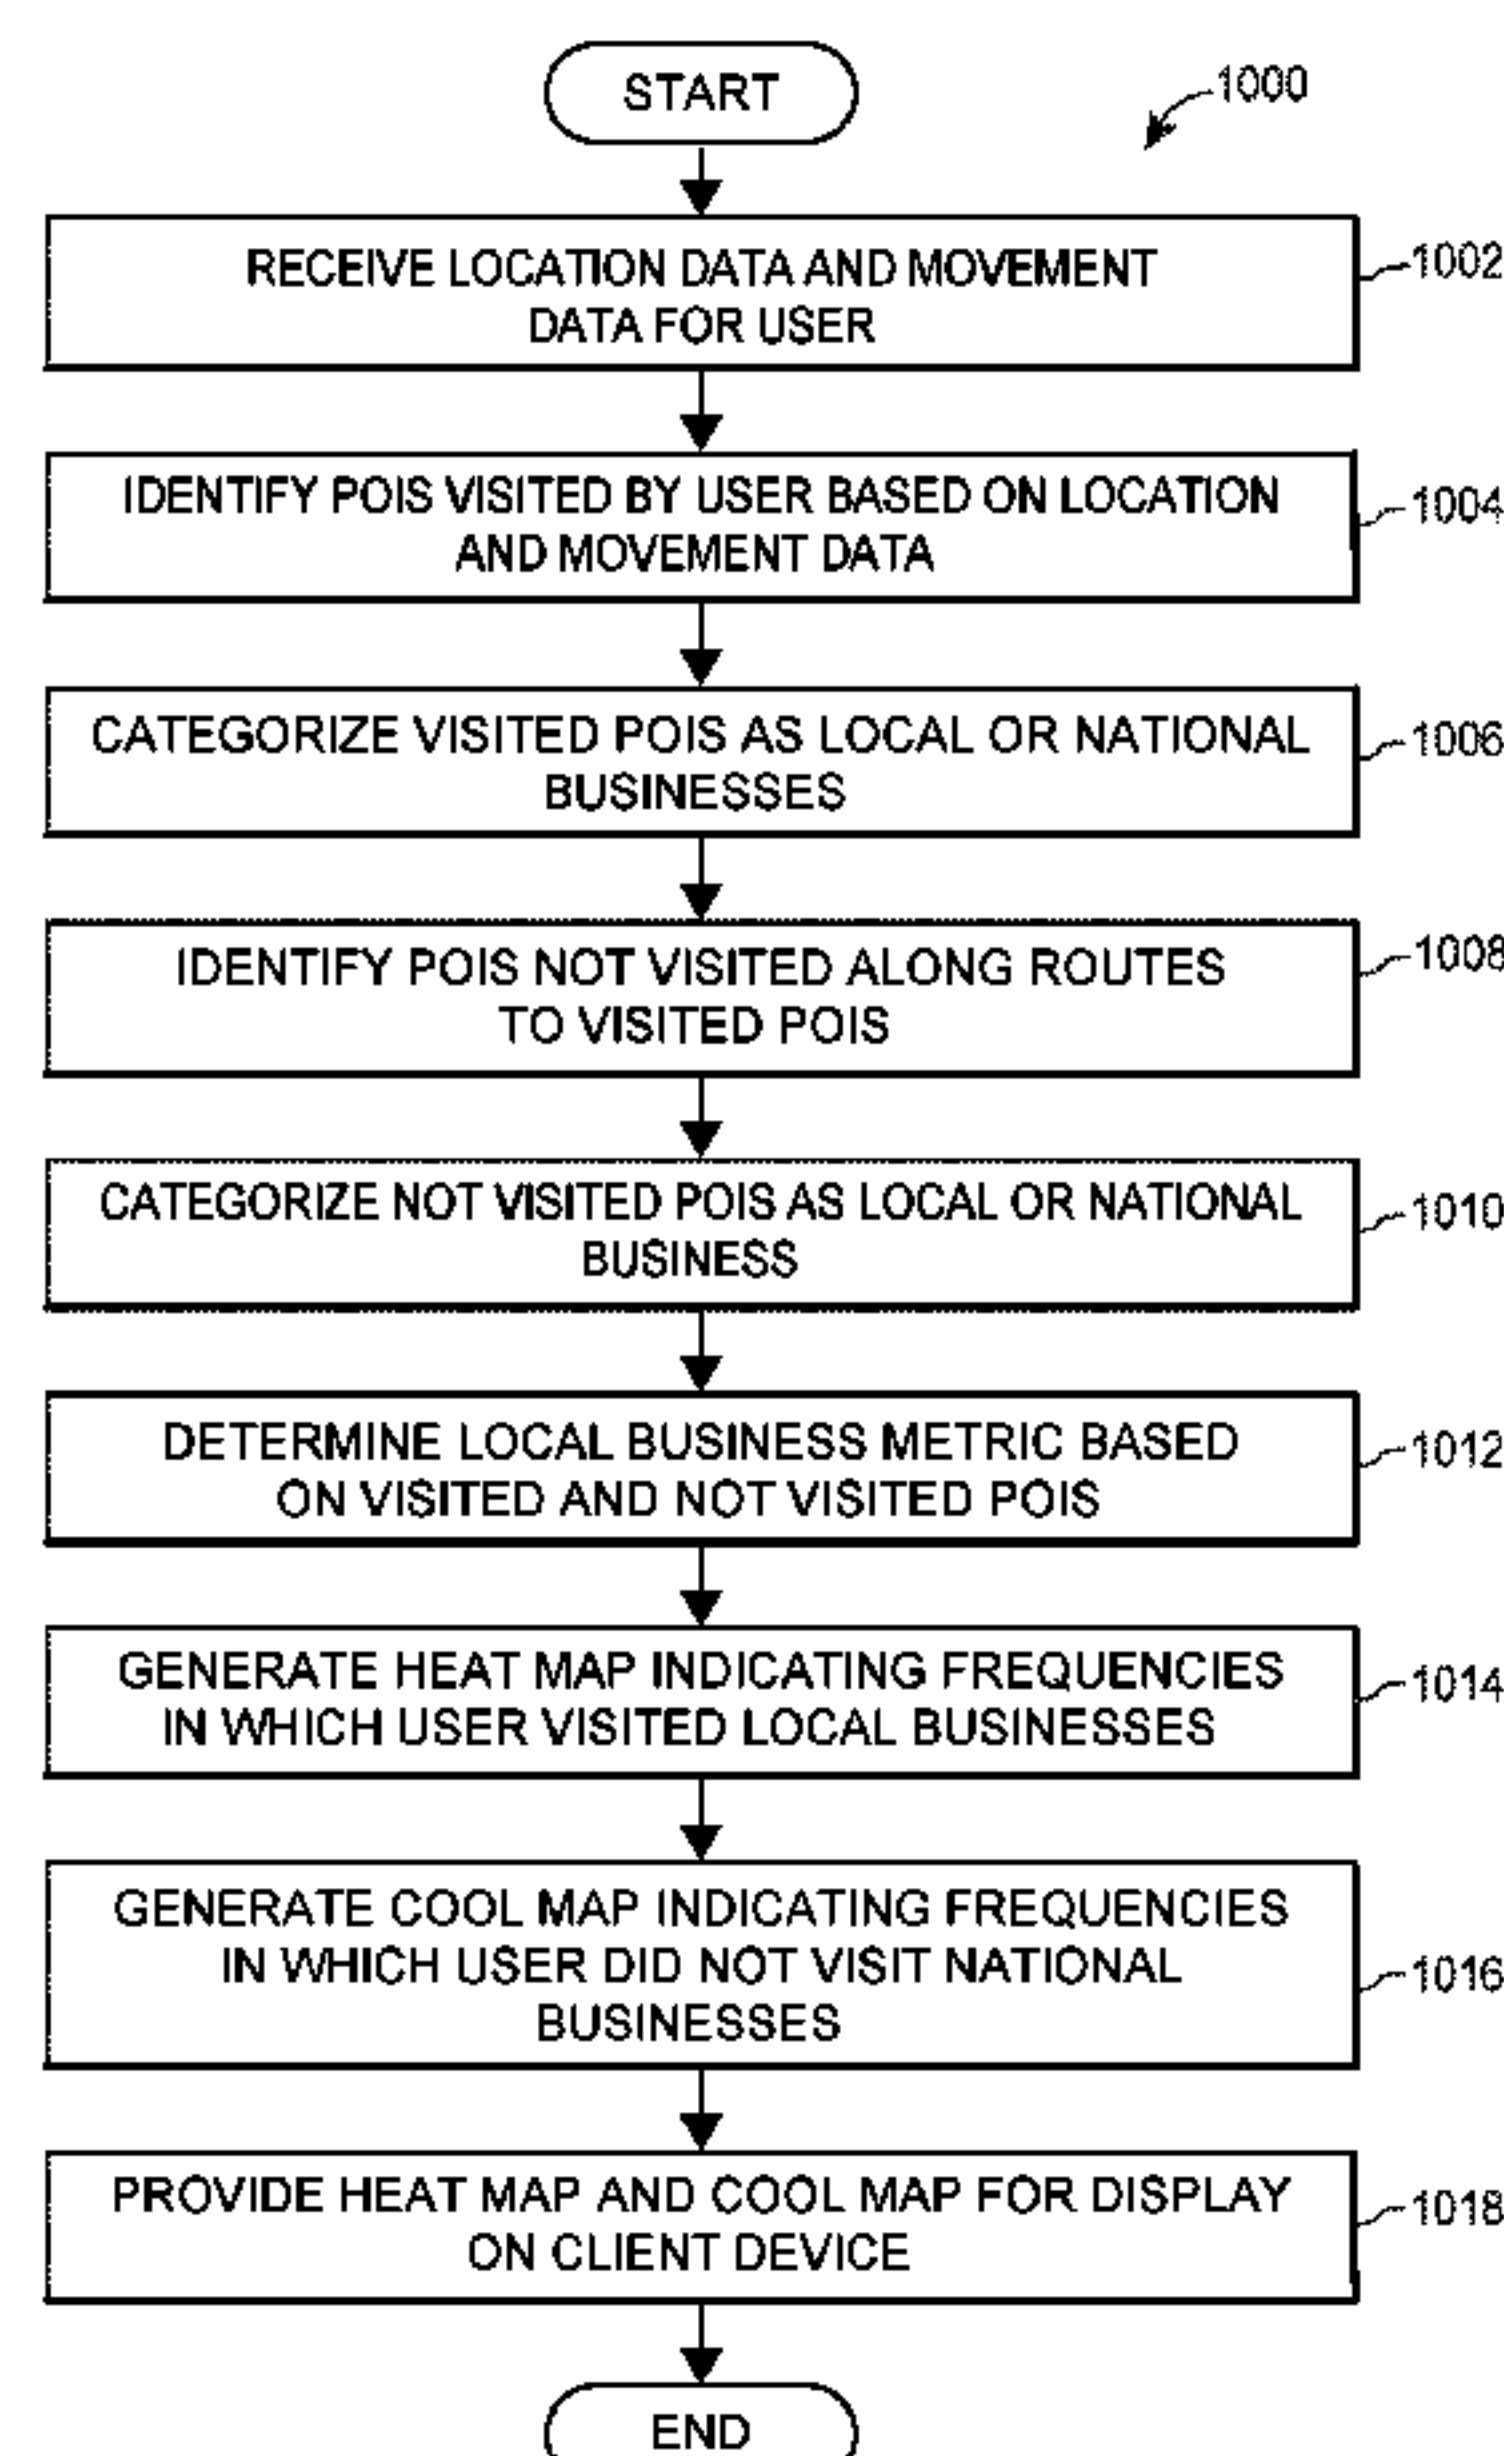 START
1000
RECEIVE LOCATION DATA AND MOVEMENT
DATA FOR USER
1002
IDENTIFY POIS VISITED BY USER BASED ON LOCATION
AND MOVEMENT DATA
1004
CATEGORIZE VISITED POIS AS LOCAL OR NATIONAL
BUSINESSES
1006
IDENTIFY POIS NOT VISITED ALONG ROUTES
TO VISITED POIS
1008
CATEGORIZE NOT VISITED POIS AS LOCAL OR NATIONAL
BUSINESS
1010
DETERMINE LOCAL BUSINESS METRIC BASED
ON VISITED AND NOT VISITED POIS
1012
GENERATE HEAT MAP INDICATING FREQUENCIES
IN WHICH USER VISITED LOCAL BUSINESSES
1014
GENERATE COOL MAP INDICATING FREQUENCIES
IN WHICH USER DID NOT VISIT NATIONAL
BUSINESSES
1016
PROVIDE HEAT MAP AND COOL MAP FOR DISPLAY
ON CLIENT DEVICE
1018
END